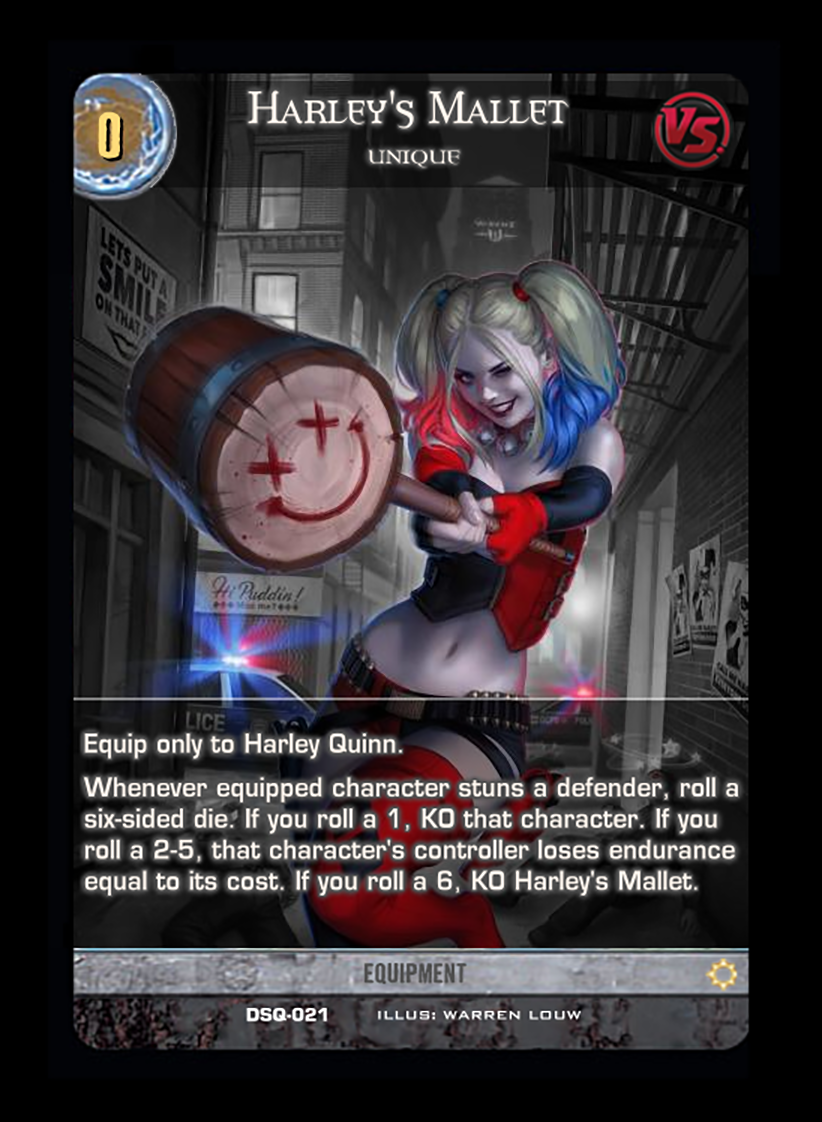 0
Harley's Mallet
VS.
UNIQUE
LETS PUT A
SMILE
ON THAT
Hi Puddin!
Miss me?
LICE
Equip only to Harley Quinn.
Whenever equipped character stuns a defender, roll a
six-sided die. If you roll a 1, KO that character. If you
roll a 2-5, that character's controller loses endurance
equal to its cost. If you roll a 6, KO Harley's Mallet.
EQUIPMENT
DSQ-021 ILLUS: WARREN LOUW